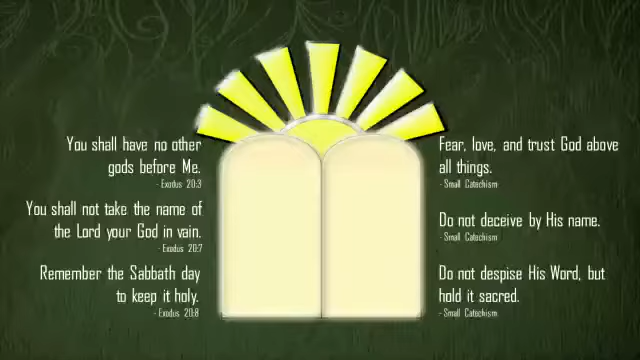 You shall have no other
gods before Me.
- Exodus 20:3
You shall not take the name of
the Lord your God in vain.
- Exodus 20:7
Remember the Sabbath day
to keep it holy.
- Exodus 20:8
Fear, love, and trust God above
all things.
- Small Catechism
Do not deceive by His name.
- Small Catechism
Do not despise His Word, but
hold it sacred.
- Small Catechism